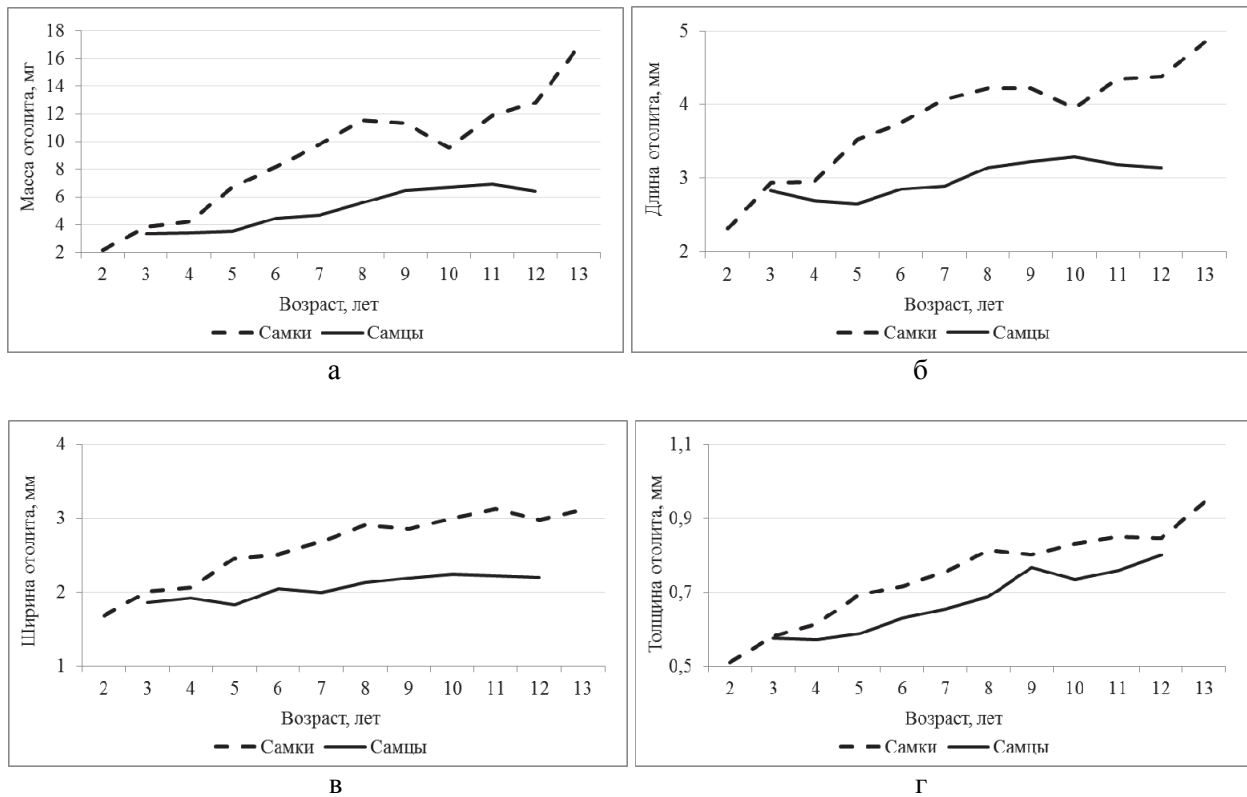 18
16
14
12
10
8
6
4
2
Масса отолита, мг
2 3 4 5 6 7 8 9 10 11 12 13
Возраст, лет
Самки Самцы
а
5
4
3
2
Длина отолита, мм
2 3 4 5 6 7 8 9 10 11 12 13
Возраст, лет
Самки Самцы
б
4
3
2
1
Ширина отолита, мм
2 3 4 5 6 7 8 9 10 11 12 13
Возраст, лет
Самки Самцы
в
1,1
0,9
0,7
0,5
Толщина отолита, мм
2 3 4 5 6 7 8 9 10 11 12 13
Возраст, лет
Самки Самцы
г